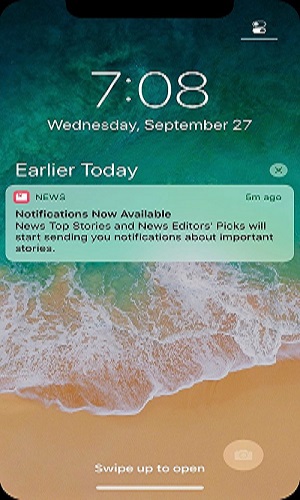 7:08
Wednesday, September 27
Earlier Today
NEWS 5m ago
Notifications Now Available
News Top Stories and News Editors' Picks will
start sending you notifications about important
stories.
Swipe up to open